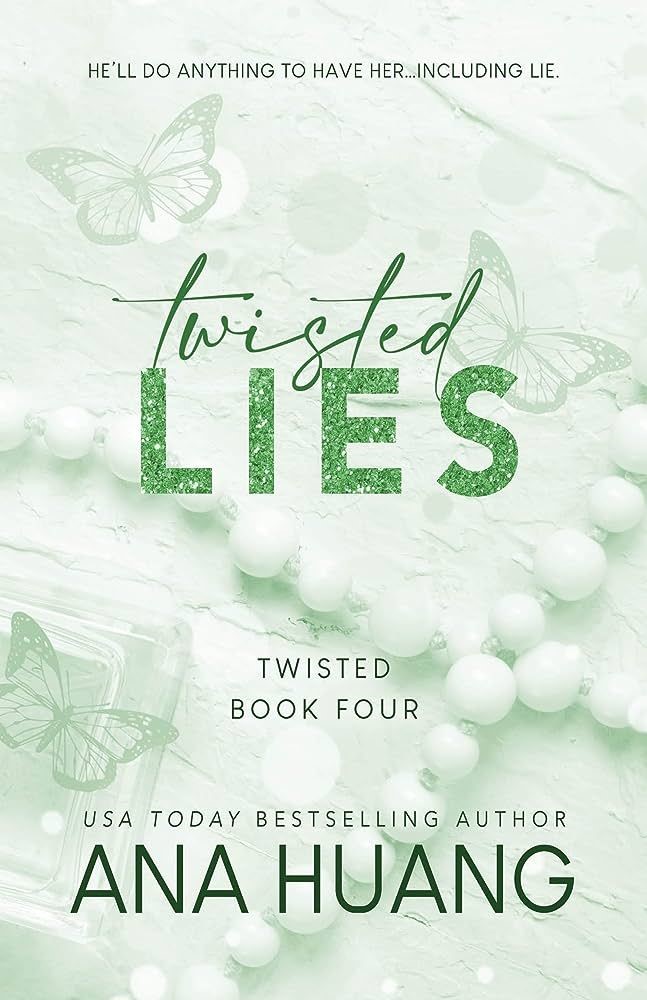 HE'LL DO ANYTHING TO HAVE HER...INCLUDING LIE.
twisted
LIES
TWISTED
BOOK FOUR
USA TODAY BESTSELLING AUTHOR
ANA HUANG